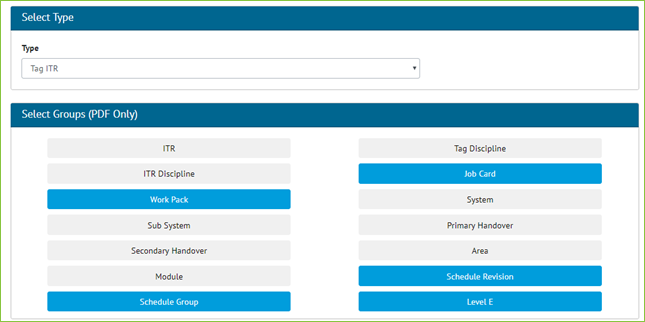 Select Type
Type
Tag ITR
Select Groups (PDF Only)
ITR
Tag Discipline
ITR Discipline
Job Card
Work Pack
System
Sub System
Primary Handover
Secondary Handover
Area
Module
Schedule Revision
Schedule Group
Level E